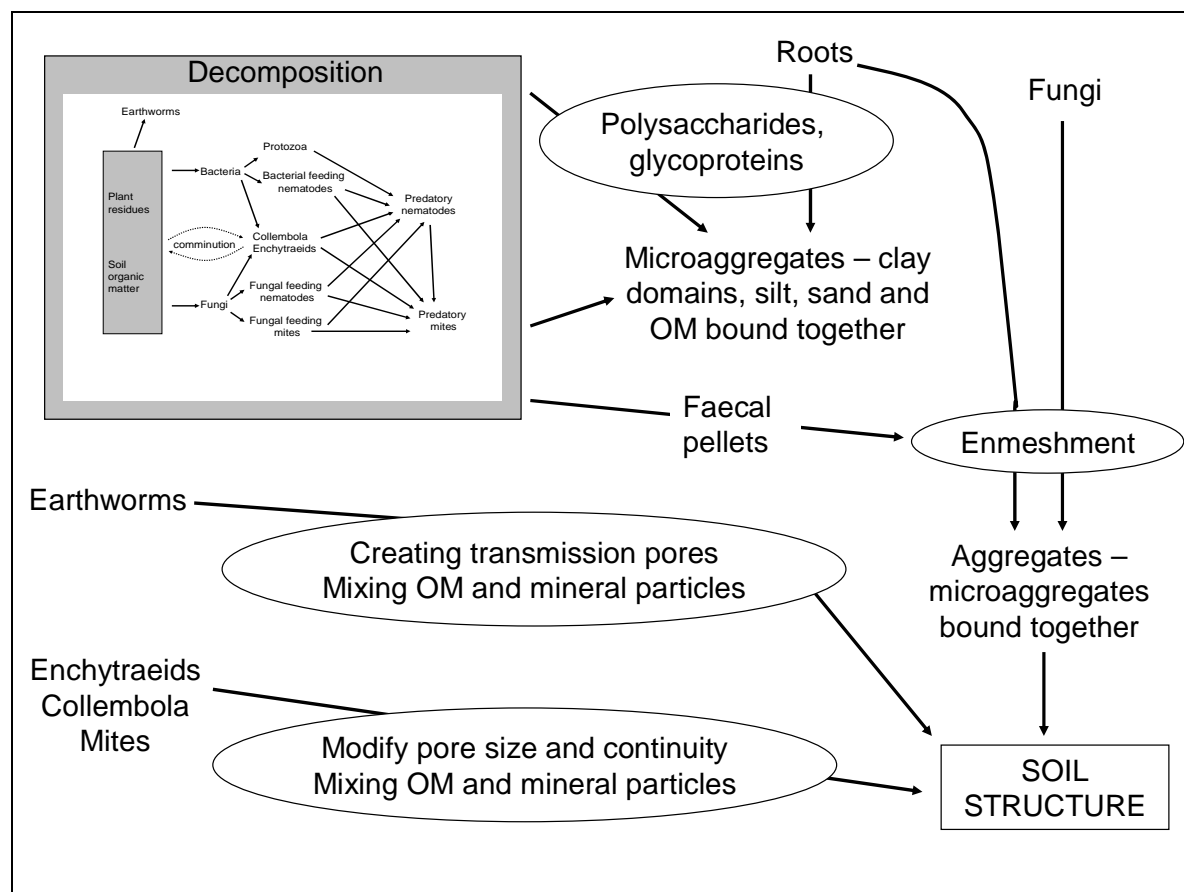 Decomposition
Earthworms
Plant
residues
Soil
organic
matter
comminution
Bacteria
Fungi
Protozoa
Bacterial feeding
nematodes
Collembola
Enchytraeids
Fungal feeding
nematodes
Fungal feeding
mites
Predatory
nematodes
Predatory
mites
Roots
Fungi
Polysaccharides,
glycoproteins
Microaggregates – clay
domains, silt, sand and
OM bound together
Faecal
pellets
Enmeshment
Earthworms
Creating transmission pores
Mixing OM and mineral particles
Aggregates –
microaggregates
bound together
Enchytraeids
Collembola
Mites
Modify pore size and continuity
Mixing OM and mineral particles
SOIL
STRUCTURE